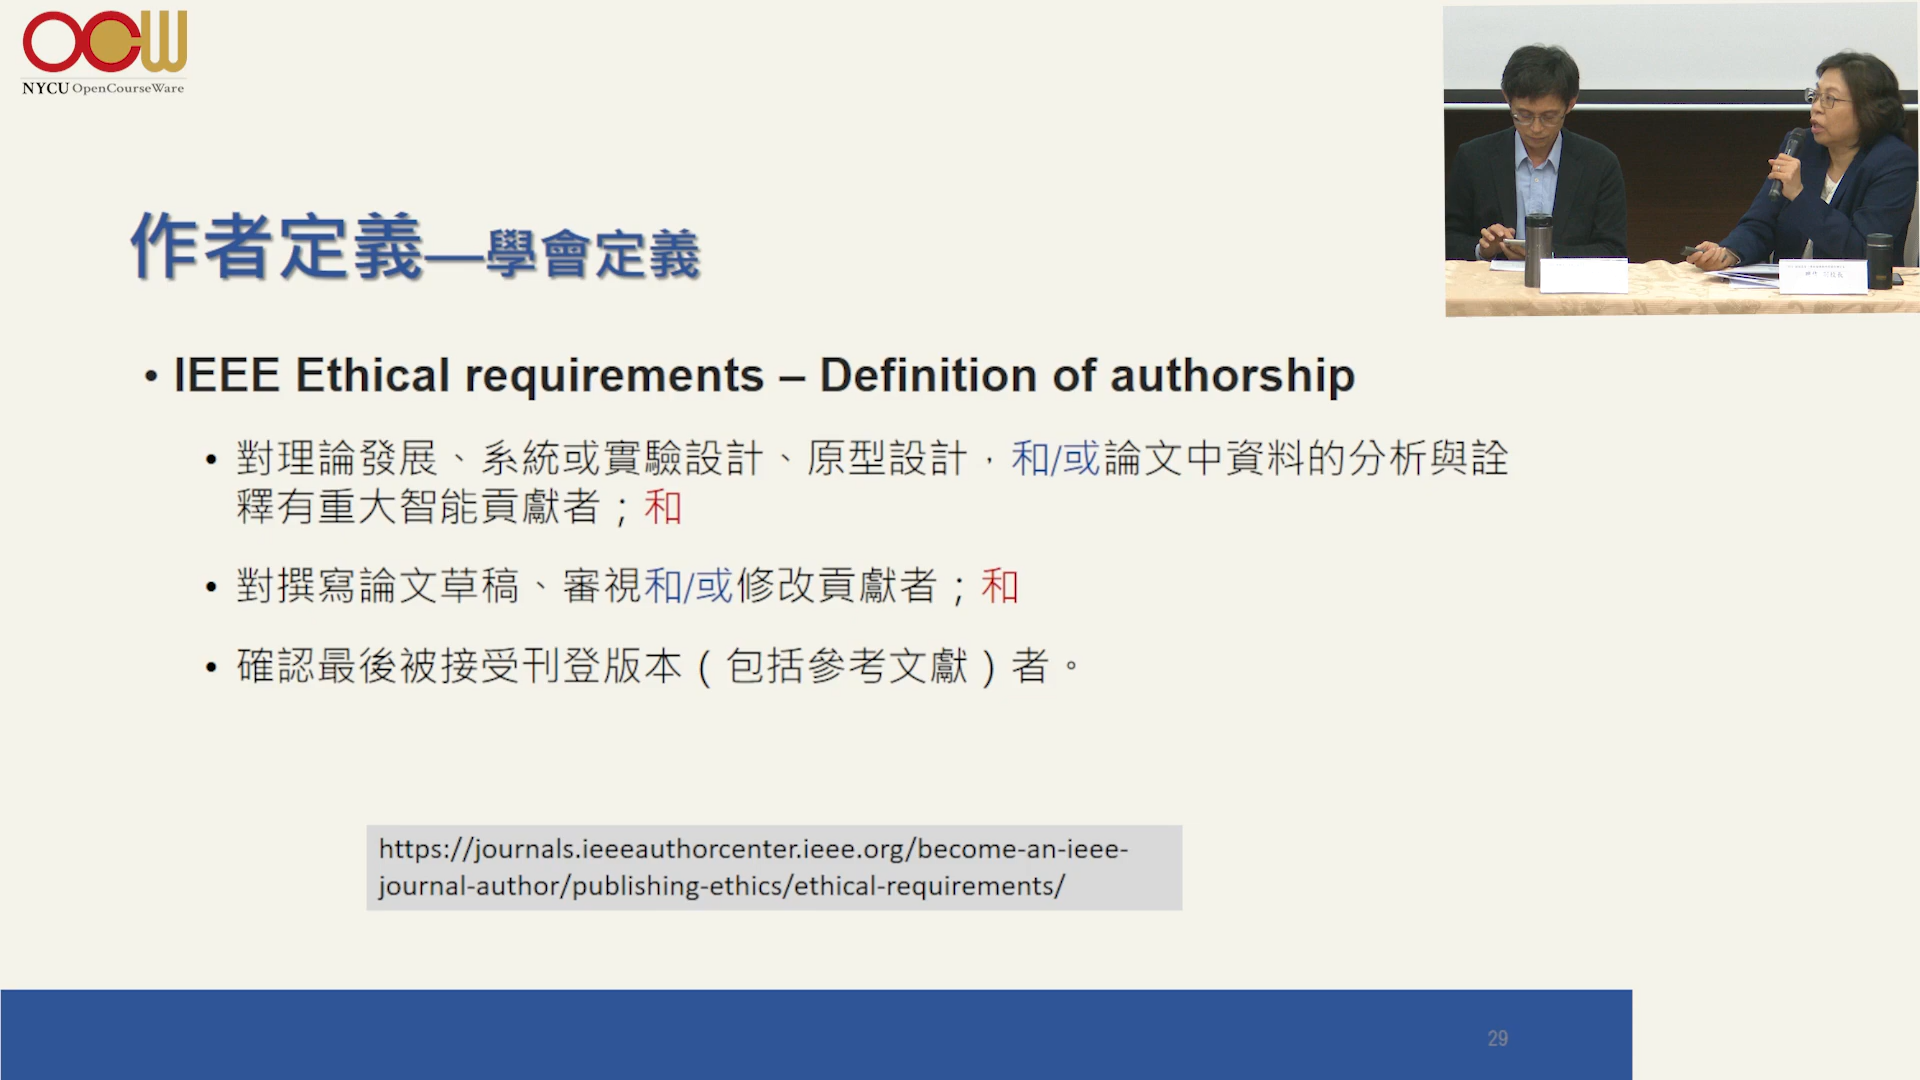 OCW
NYCU OpenCourseWare
作者定義—學會定義
• IEEE Ethical requirements – Definition of authorship
• 對理論發展、系統或實驗設計、原型設計，和/或論文中資料的分析與詮
釋有重大智能貢獻者；和
• 對撰寫論文草稿、審視和/或修改貢獻者；和
• 確認最後被接受刊登版本（包括參考文獻）者。
https://journals.ieeeauthorcenter.ieee.org/become-an-ieee-
journal-author/publishing-ethics/ethical-requirements/
29